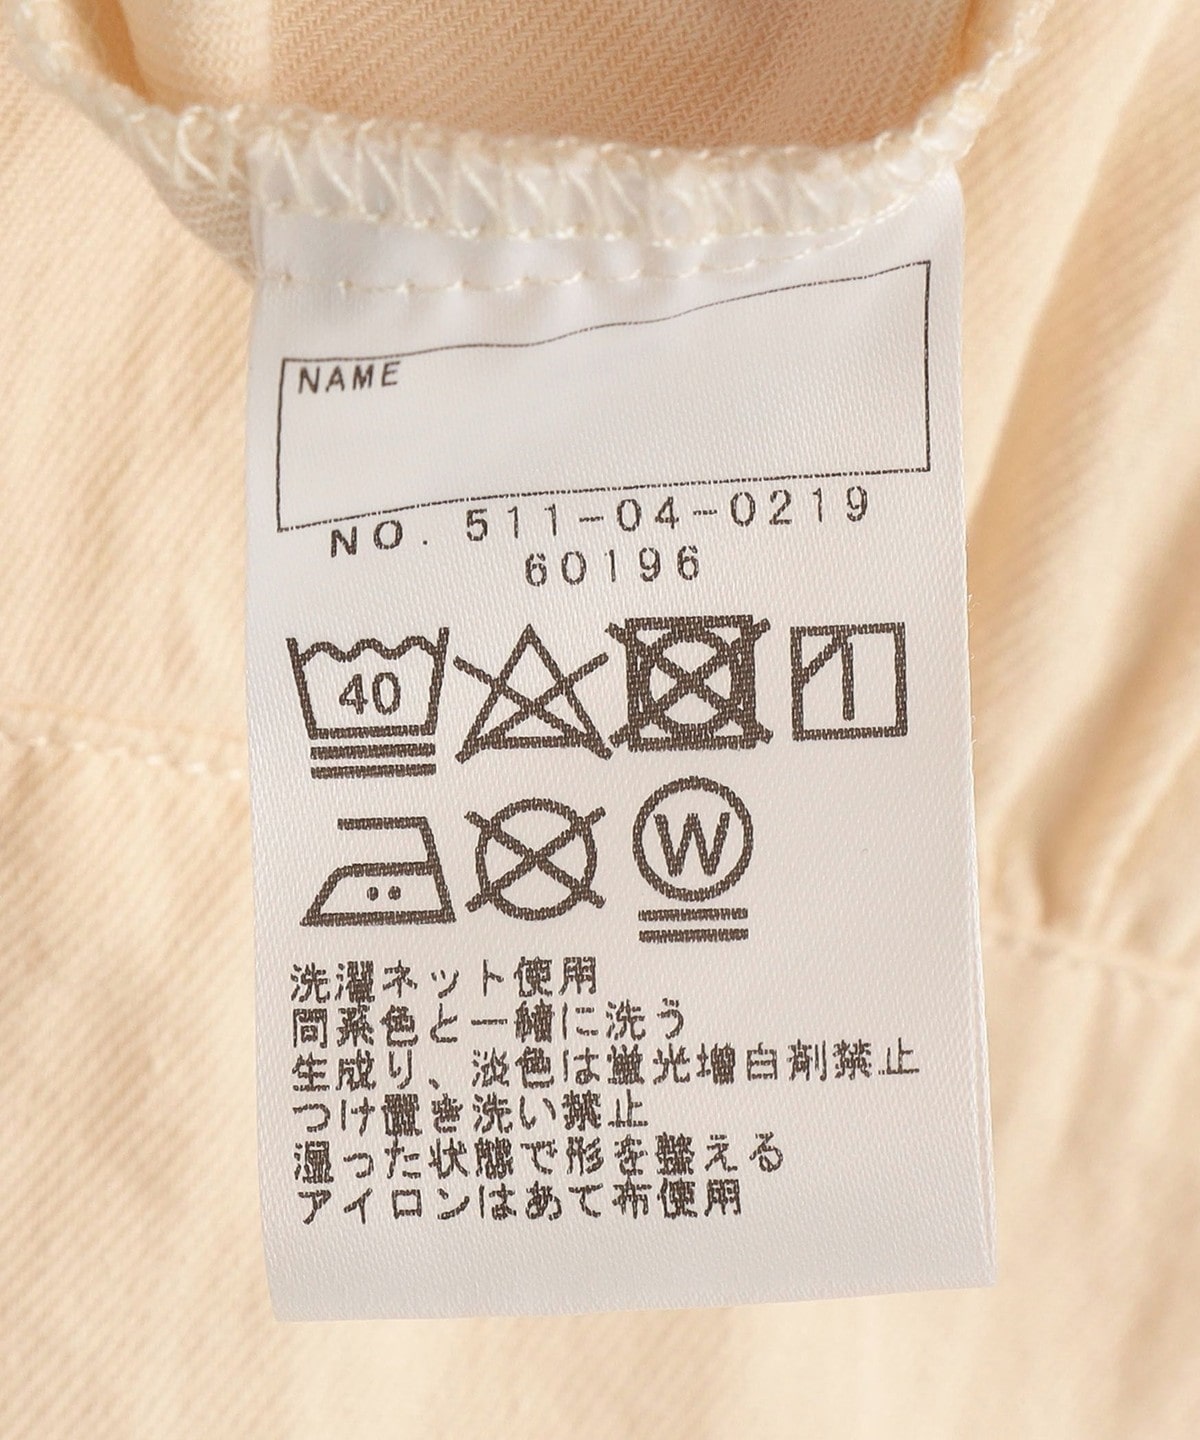 NAME
NO. 511-04-0219
60196
40
W
洗濯ネット使用
同系色と一緒に洗う
生成り、淡色は蛍光増白剤禁止
つけ置き洗い禁止
湿った状態で形を整える
アイロンはあて布使用